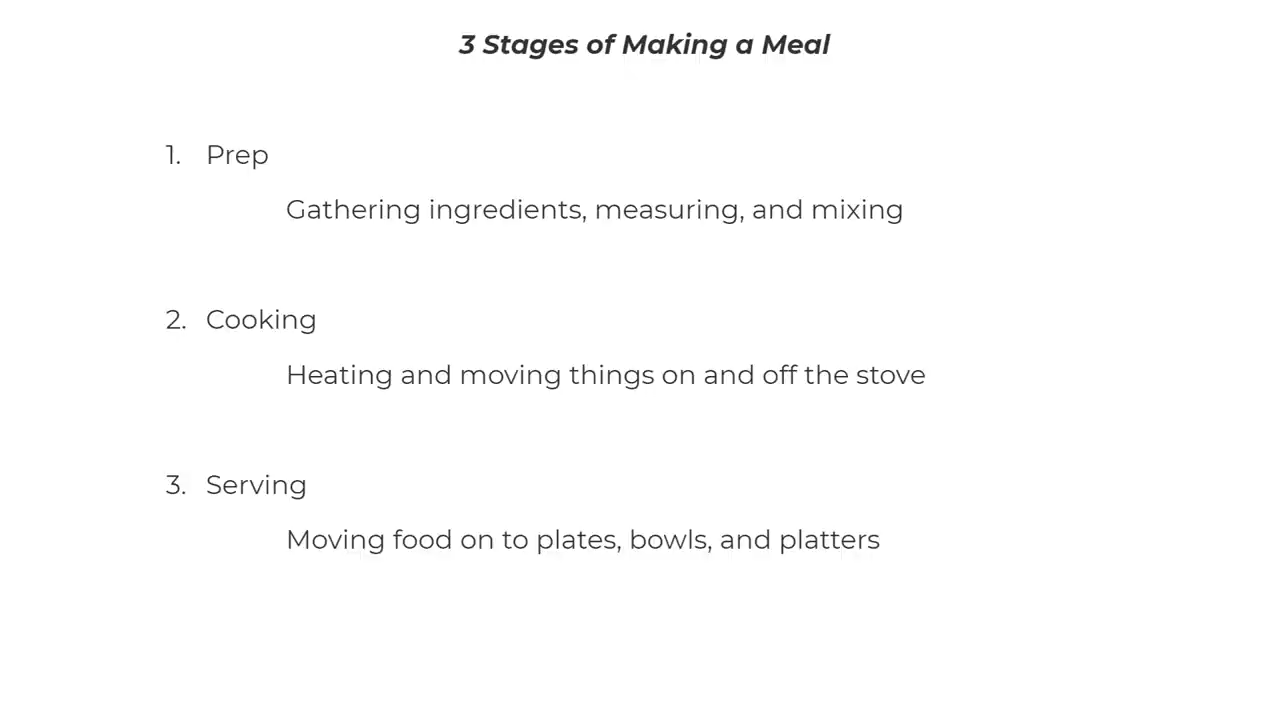 3 Stages of Making a Meal
1. Prep
Gathering ingredients, measuring, and mixing
2. Cooking
Heating and moving things on and off the stove
3. Serving
Moving food on to plates, bowls, and platters